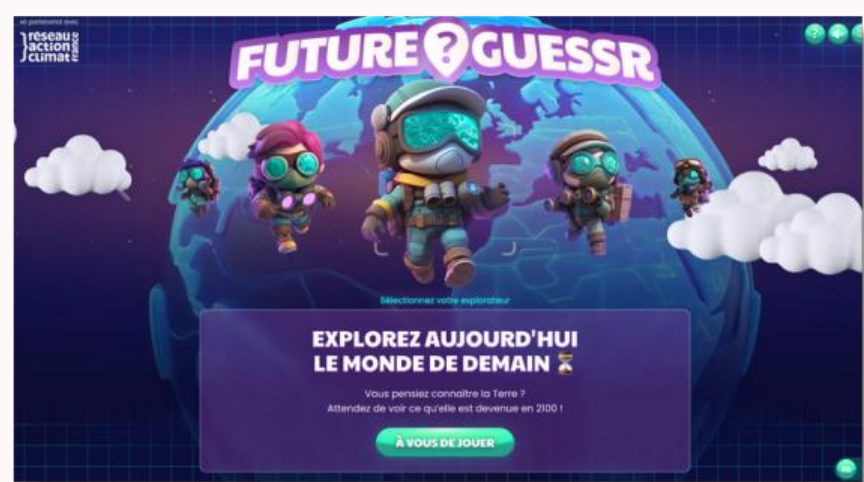 en partenariat avec
réseau
action
climat
france
FUTURE GUESSR
?
Sélectionnez votre explorateur
EXPLOREZ AUJOURD'HUI
LE MONDE DE DEMAIN
Vous pensiez connaître la Terre ?
Attendez de voir ce qu'elle est devenue en 2100 !
À VOUS DE JOUER